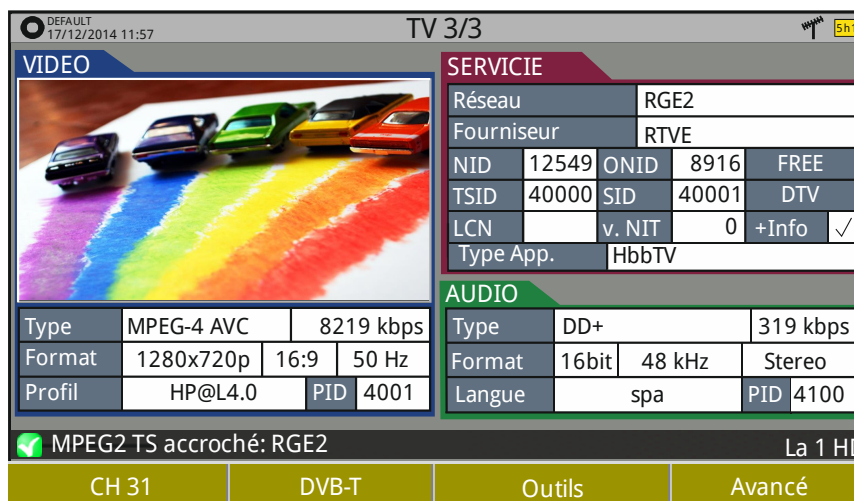 DEFAULT
17/12/2014 11:57
TV 3/3
VIDEO
Type MPEG-4 AVC 8219 kbps
Format 1280x720p 16:9 50 Hz
Profil HP@L4.0 PID 4001
SERVICIE
Réseau RGE2
Fourniseur RTVE
NID 12549 ONID 8916 FREE
TSID 40000 SID 40001 DTV
LCN v. NIT 0 +Info ✓
Type App. HbbTV
AUDIO
Type DD+ 319 kbps
Format 16bit 48 kHz Stereo
Langue spa PID 4100
MPEG2 TS accroché: RGE2
La 1
CH 31 DVB-T Outils Avancé